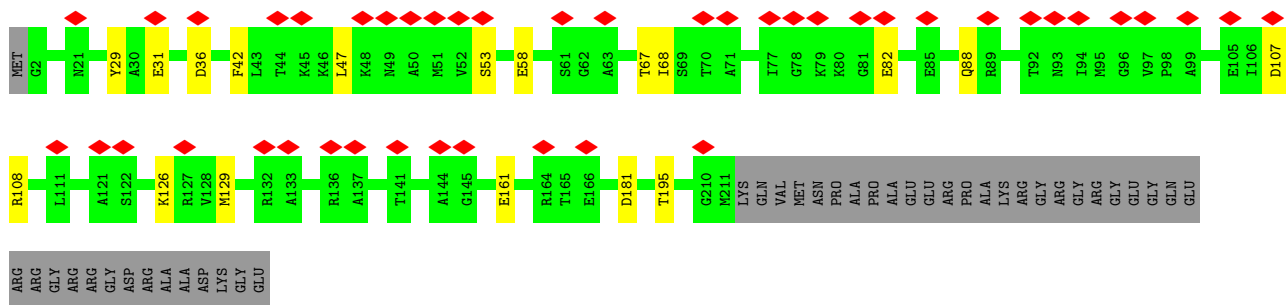 MET G2 N21 Y29 A30 E31 D36 F42 L43 T44 K45 K46 L47 K48 N49 A50 M51 V52 S53 E58 S61 G62 A63 T67 I68 S69 T70 A71 I77 G78 K79 K80 G81 E82 E85 Q88 R89 T92 N93 I94 M95 G96 V97 P98 A99 E105 I106 D107
R108 L111 A121 S122 K126 R127 V128 M129 R132 A133 R136 A137 T141 A144 G145 E161 R164 T165 E166 D181 T195 G210 M211 LYS GLN VAL MET ASN PRO ALA PRO ALA GLU GLU ARG PRO ALA LYS ARG GLY ARG GLY ARG GLY GLU GLY GLN GLU
ARG ARG GLY ARG ARG GLY ASP ARG ALA ALA ASP LYS GLY GLU